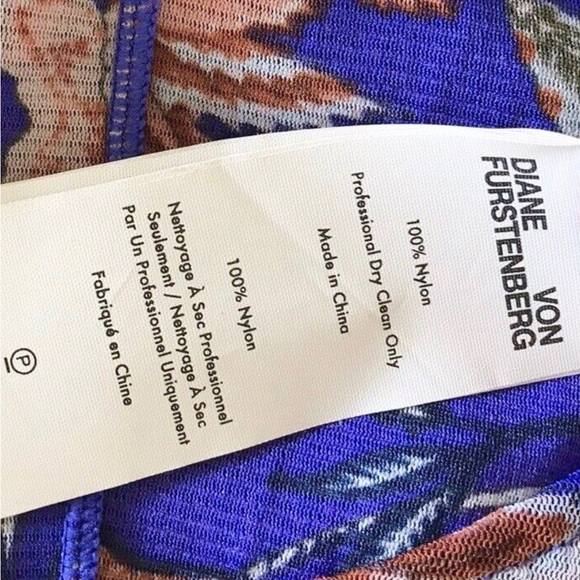 DIANE
VON
FURSTENBERG
100% Nylon
Professional Dry Clean Only
Made in China
100% Nylon
Nettoyage À Sec Professionnel
Seulement / Nettoyage À Sec
Par Un Professionnel Uniquement
Fabriqué en Chine
P